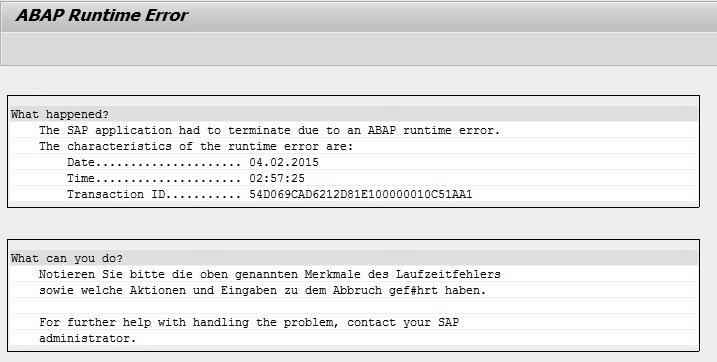 ABAP Runtime Error
What happened?
The SAP application had to terminate due to an ABAP runtime error.
The characteristics of the runtime error are:
Date..................... 04.02.2015
Time..................... 02:57:25
Transaction ID........... 54D069CAD6212D81E100000010C51AA1
What can you do?
Notieren Sie bitte die oben genannten Merkmale des Laufzeitfehlers
sowie welche Aktionen und Eingaben zu dem Abbruch gef#hrt haben.
For further help with handling the problem, contact your SAP
administrator.